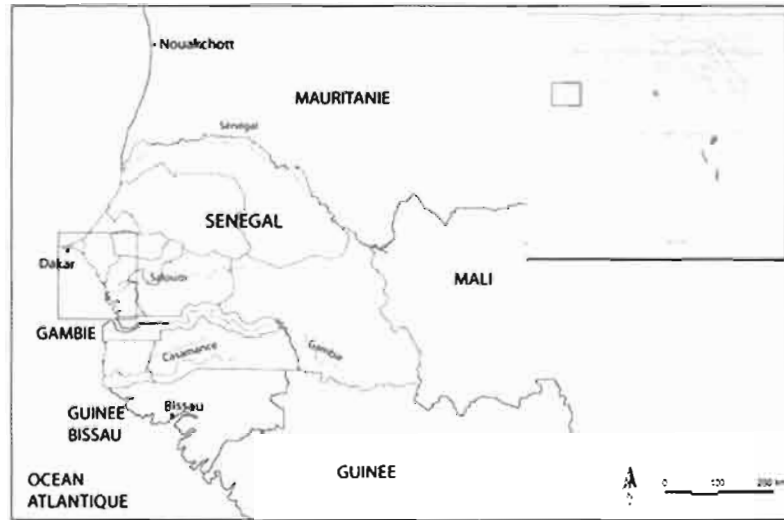 Nouakchott
MAURITANIE
Sénégal
SENEGAL
Dakar
Saloum
MALI
GAMBIE
Casamance
Gambie
GUINEE
BISSAU
Bissau
GUINEE
OCEAN
ATLANTIQUE
0 100 200 km